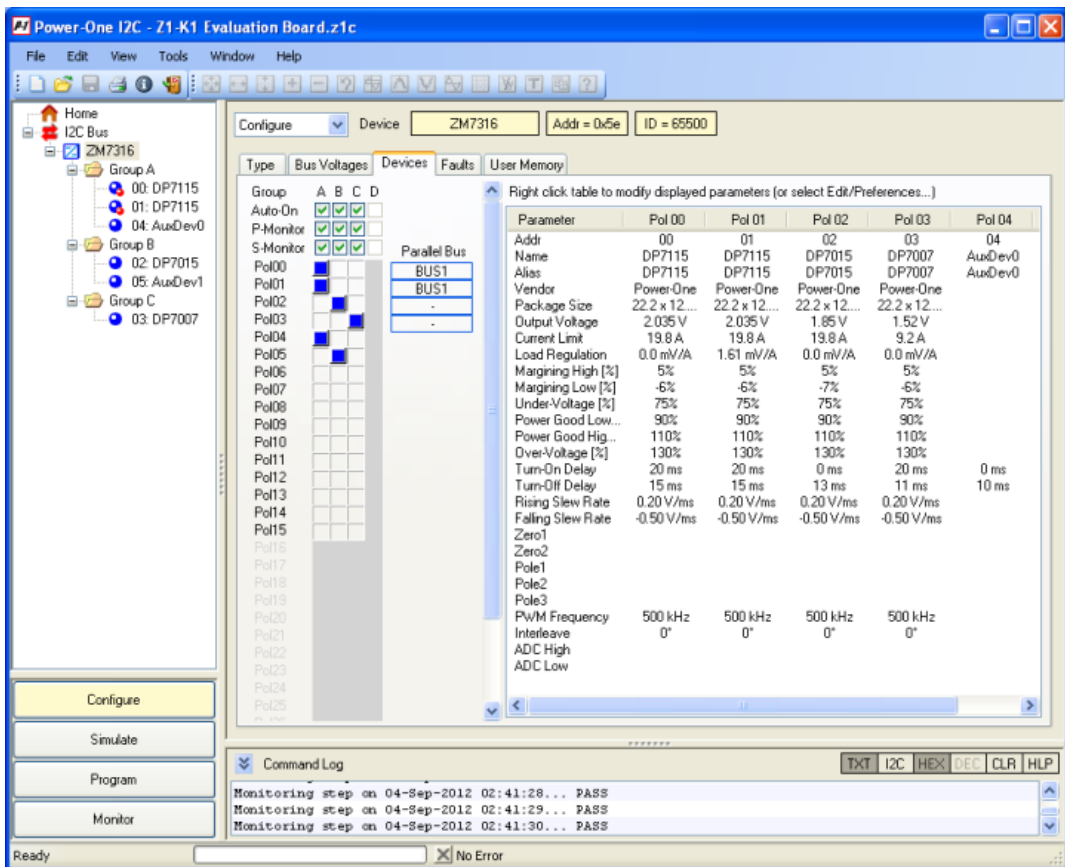 Power-One I2C - Z1-K1 Evaluation Board.z1c
File Edit View Tools Window Help
Home
I2C Bus
ZM7316
Group A
00: DP7115
01: DP7115
04: AuxDev0
Group B
02: DP7015
05: AuxDev1
Group C
03: DP7007
Configure
Simulate
Program
Monitor
Configure Device ZM7316 Addr = 0x5e ID = 65500
Type Bus Voltages Devices Faults User Memory
Group A B C D
Auto-On
P-Monitor
S-Monitor Parallel Bus
Pol00 BUS1
Pol01 BUS1
Pol02 -
Pol03 -
Pol04
Pol05
Pol06
Pol07
Pol08
Pol09
Pol10
Pol11
Pol12
Pol13
Pol14
Pol15
Pol16
Pol17
Pol18
Pol19
Pol20
Pol21
Pol22
Pol23
Pol24
Pol25
Right click table to modify displayed parameters (or select Edit/Preferences...)
Parameter Pol 00 Pol 01 Pol 02 Pol 03 Pol 04
Addr 00 01 02 03 04
Name DP7115 DP7115 DP7015 DP7007 AuxDev0
Alias DP7115 DP7115 DP7015 DP7007 AuxDev0
Vendor Power-One Power-One Power-One Power-One
Package Size 22.2 x 12.... 22.2 x 12.... 22.2 x 12.... 22.2 x 12....
Output Voltage 2.035 V 2.035 V 1.85 V 1.52 V
Current Limit 19.8 A 19.8 A 19.8 A 9.2 A
Load Regulation 0.0 mV/A 1.61 mV/A 0.0 mV/A 0.0 mV/A
Margining High [%] 5% 5% 5% 5%
Margining Low [%] -6% -6% -7% -6%
Under-Voltage [%] 75% 75% 75% 75%
Power Good Low... 90% 90% 90% 90%
Power Good Hig... 110% 110% 110% 110%
Over-Voltage [%] 130% 130% 130% 130%
Turn-On Delay 20 ms 20 ms 0 ms 20 ms 0 ms
Turn-Off Delay 15 ms 15 ms 13 ms 11 ms 10 ms
Rising Slew Rate 0.20 V/ms 0.20 V/ms 0.20 V/ms 0.20 V/ms
Falling Slew Rate -0.50 V/ms -0.50 V/ms -0.50 V/ms -0.50 V/ms
Zero1
Zero2
Pole1
Pole2
Pole3
PWM Frequency 500 kHz 500 kHz 500 kHz 500 kHz
Interleave 0° 0° 0° 0°
ADC High
ADC Low
Command Log TXT I2C HEX DEC CLR HLP
Monitoring step on 04-Sep-2012 02:41:28... PASS
Monitoring step on 04-Sep-2012 02:41:29... PASS
Monitoring step on 04-Sep-2012 02:41:30... PASS
Ready No Error